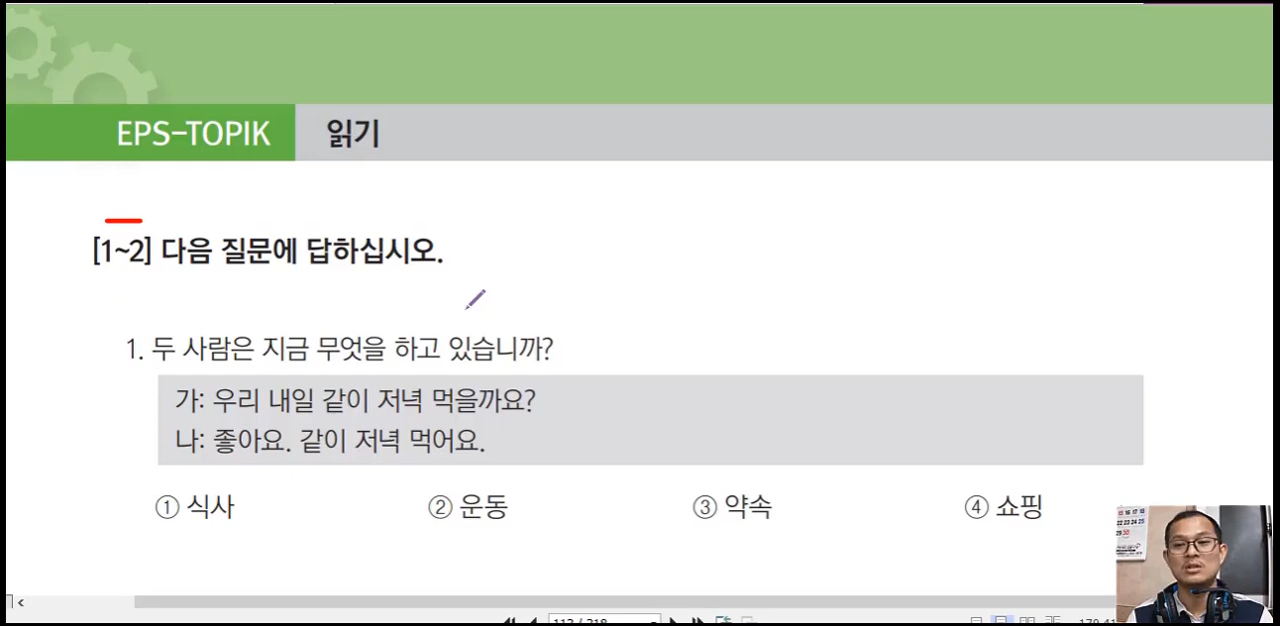 EPS-TOPIK 읽기
[1~2] 다음 질문에 답하십시오.
1. 두 사람은 지금 무엇을 하고 있습니까?
가: 우리 내일 같이 저녁 먹을까요?
나: 좋아요. 같이 저녁 먹어요.
① 식사 ② 운동 ③ 약속 ④ 쇼핑